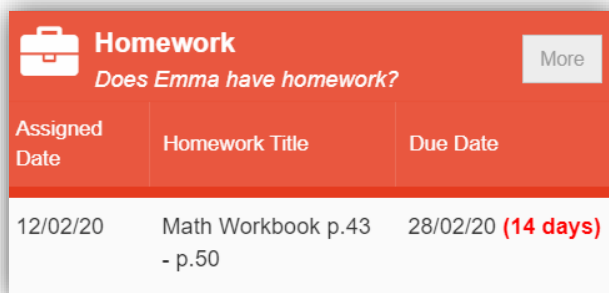 Homework
Does Emma have homework?
More
Assigned
Date
Homework Title
Due Date
12/02/20
Math Workbook p.43
- p.50
28/02/20 (14 days)